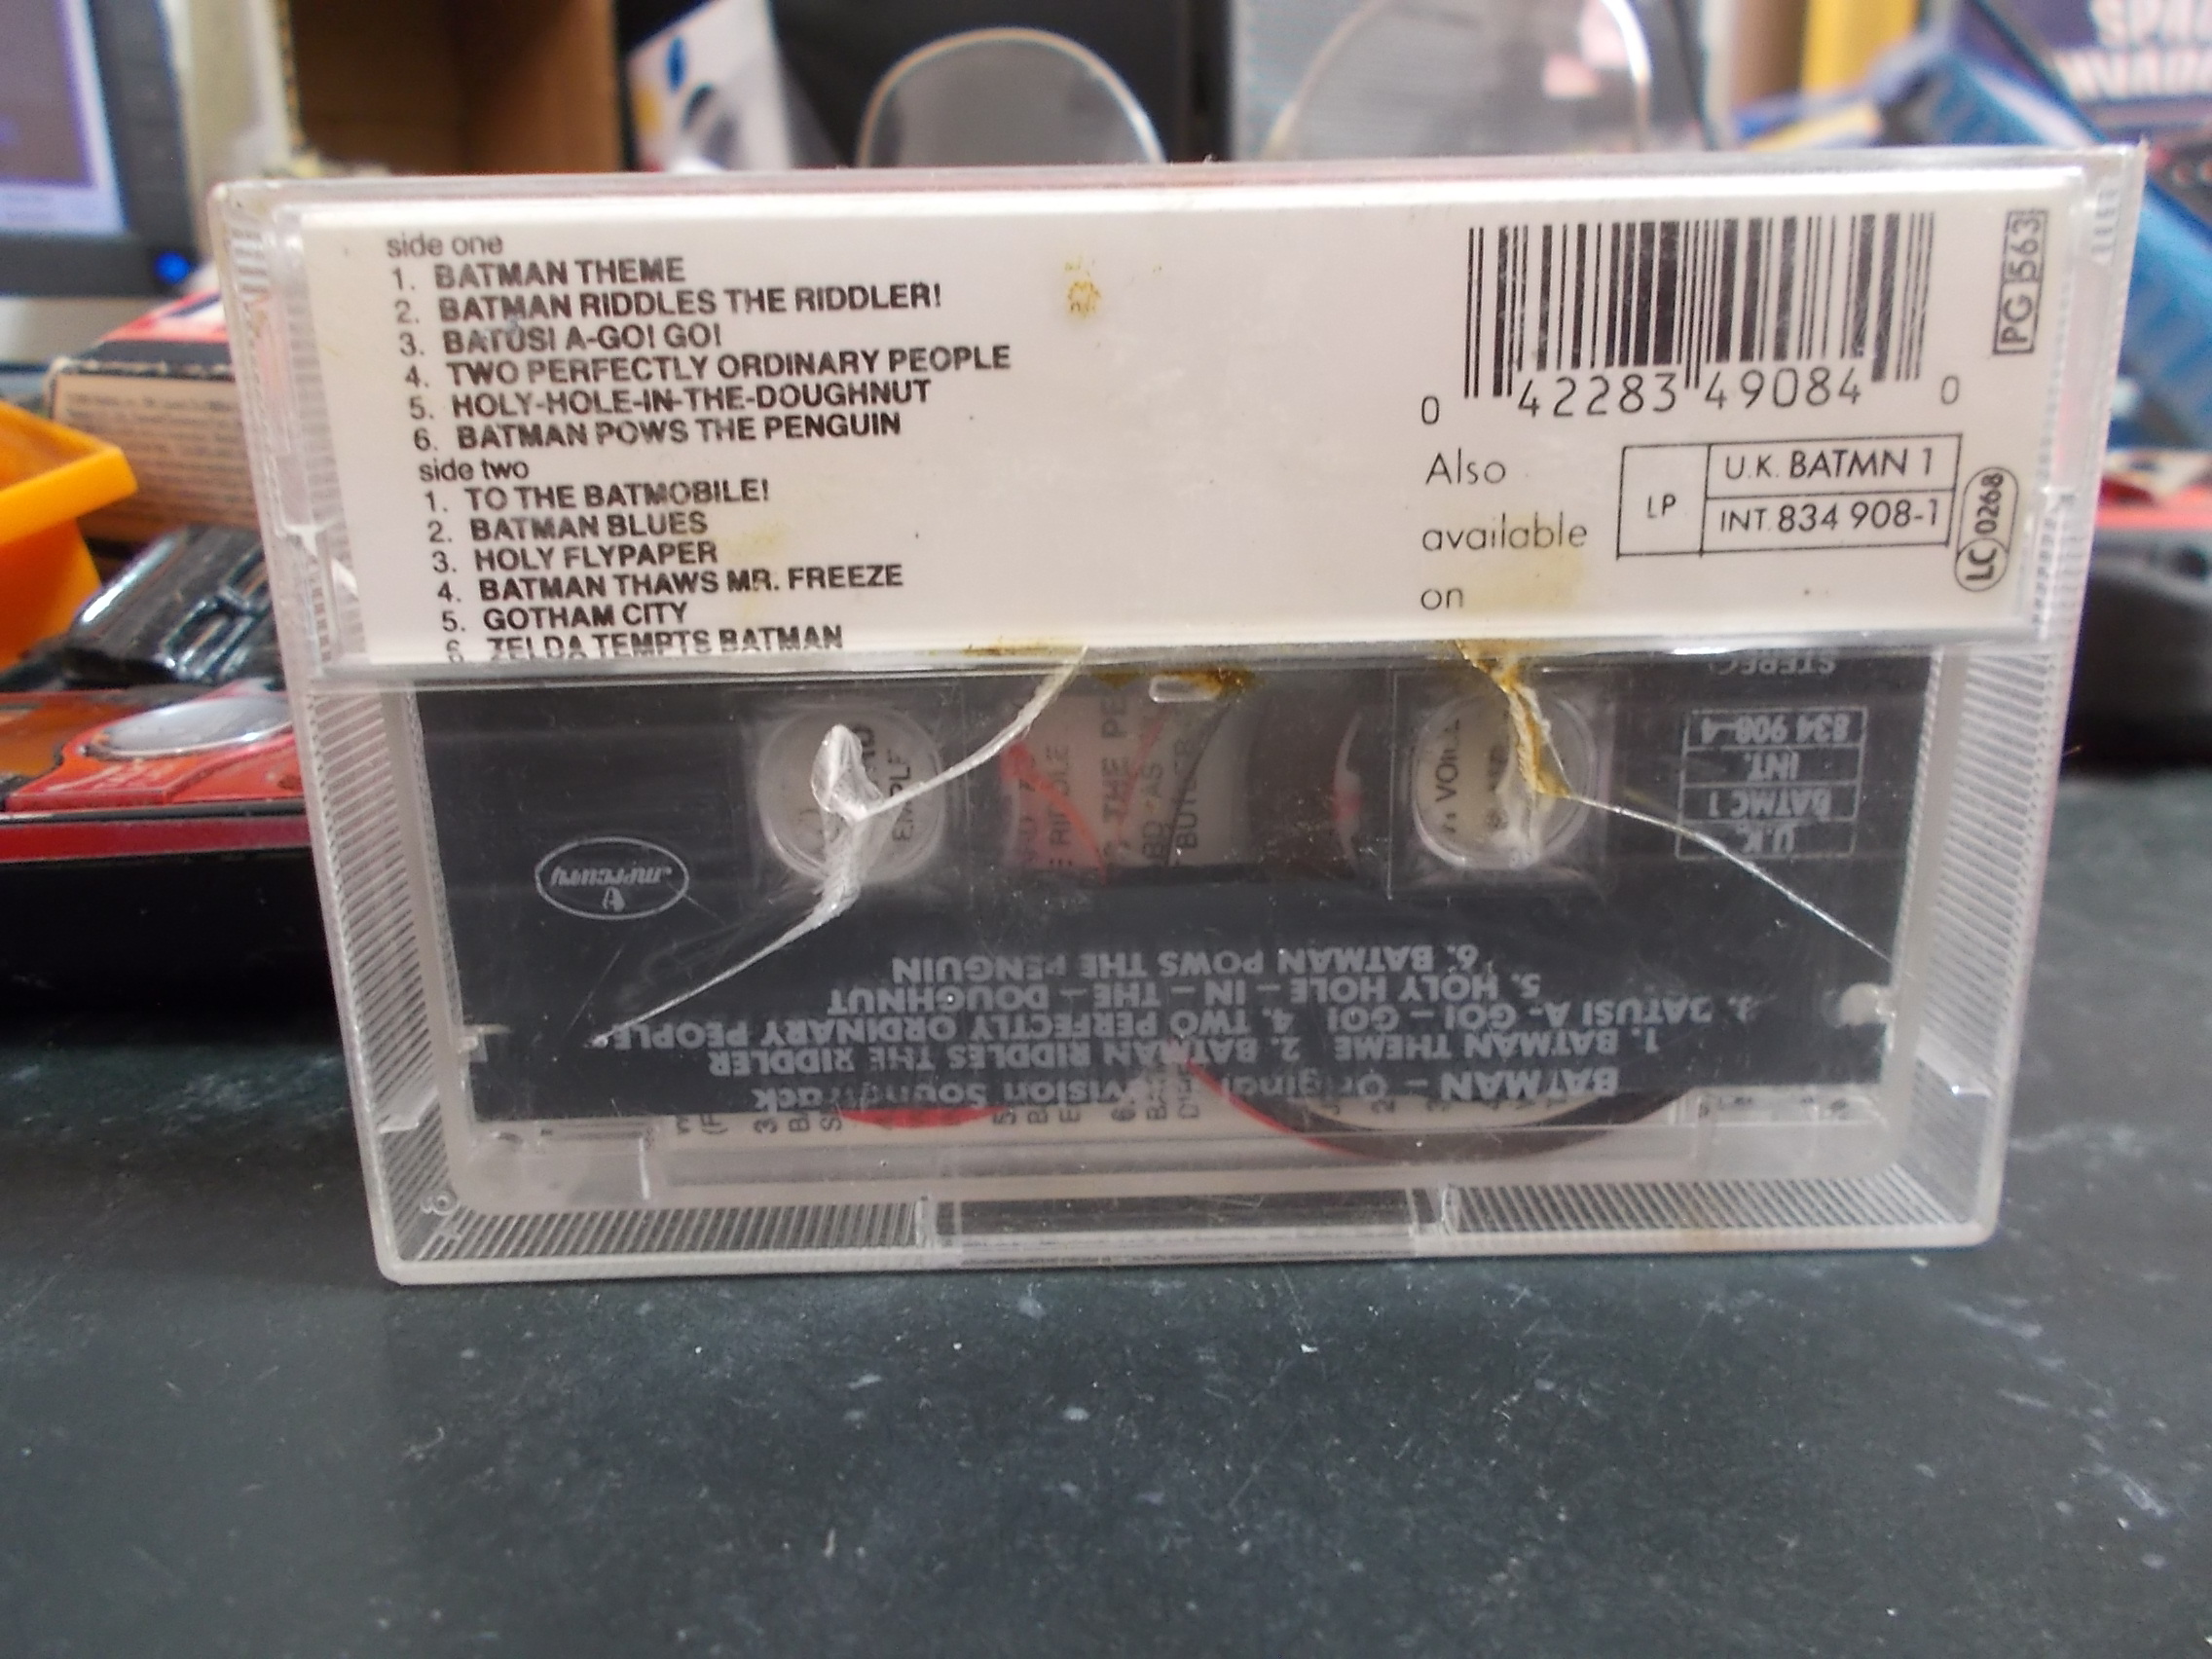 side one
1. BATMAN THEME
2. BATMAN RIDDLES THE RIDDLER!
3. BATUSI A-GO! GO!
4. TWO PERFECTLY ORDINARY PEOPLE
5. HOLY-HOLE-IN-THE-DOUGHNUT
6. BATMAN POWS THE PENGUIN
side two
1. TO THE BATMOBILE!
2. BATMAN BLUES
3. HOLY FLYPAPER
4. BATMAN THAWS MR. FREEZE
5. GOTHAM CITY
6. ZELDA TEMPTS BATMAN
0 42283 49084 0
PG 563
Also
available
on
LP
U.K. BATMN 1
INT. 834 908-1
LC 0268
STEREO
834 908-4
INT.
BATMC 1
U.K.
mercury
6. BATMAN POWS THE PENGUIN
5. HOLY HOLE - IN - THE - DOUGHNUT
3. BATUSI A- GO! - GO! 4. TWO PERFECTLY ORDINARY PEOPLE
1. BATMAN THEME 2. BATMAN RIDDLES THE RIDDLER
BATMAN - Original Television Soundtrack